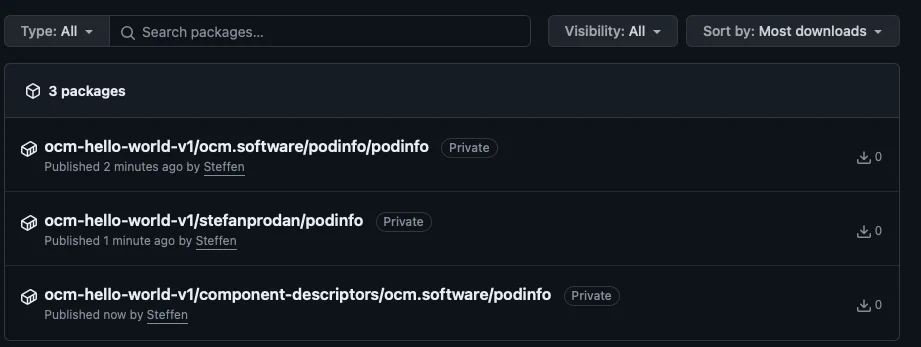 Type: All
Search packages...
Visibility: All
Sort by: Most downloads
3 packages
ocm-hello-world-v1/ocm.software/podinfo/podinfo Private
Published 2 minutes ago by Steffen
0
ocm-hello-world-v1/stefanprodan/podinfo Private
Published 1 minute ago by Steffen
0
ocm-hello-world-v1/component-descriptors/ocm.software/podinfo Private
Published now by Steffen
0